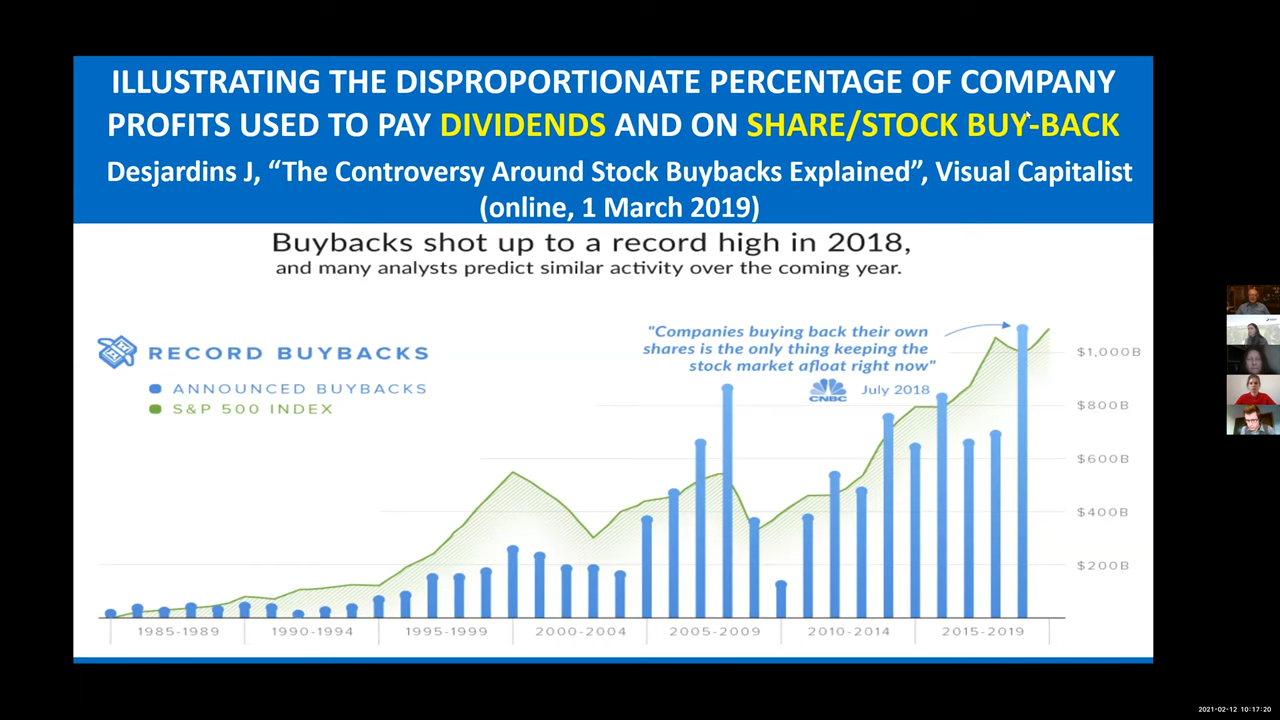 ILLUSTRATING THE DISPROPORTIONATE PERCENTAGE OF COMPANY
PROFITS USED TO PAY DIVIDENDS AND ON SHARE/STOCK BUY-BACK
Desjardins J, “The Controversy Around Stock Buybacks Explained”, Visual Capitalist
(online, 1 March 2019)
Buybacks shot up to a record high in 2018,
and many analysts predict similar activity over the coming year.
"Companies buying back their own
shares is the only thing keeping the
stock market afloat right now"
CNBC July 2018
RECORD BUYBACKS
ANNOUNCED BUYBACKS
S&P 500 INDEX
$1,000B
$800B
$600B
$400B
$200B
1985-1989 1990-1994 1995-1999 2000-2004 2005-2009 2010-2014 2015-2019
2021-02-12 10:17:20